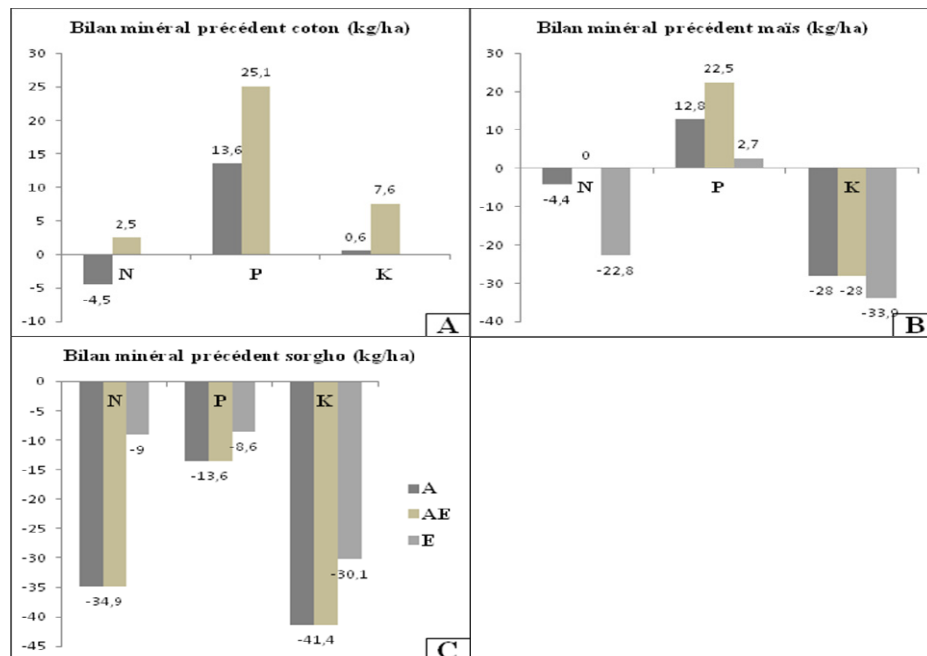 Bilan minéral précédent coton (kg/ha)
30
25
20
15
10
5
0
-5
-10
-4,5
2,5
N
13,6
25,1
P
0,6
7,6
K
A
Bilan minéral précédent maïs (kg/ha)
30
20
10
0
-10
-20
-30
-40
-4,4
0
N
-22,8
12,8
22,5
2,7
P
K
-28
-28
-33,9
B
Bilan minéral précédent sorgho (kg/ha)
0
-5
-10
-15
-20
-25
-30
-35
-40
-45
N
-34,9
-9
P
-13,6
-8,6
K
-41,4
-30,1
A
AE
E
C